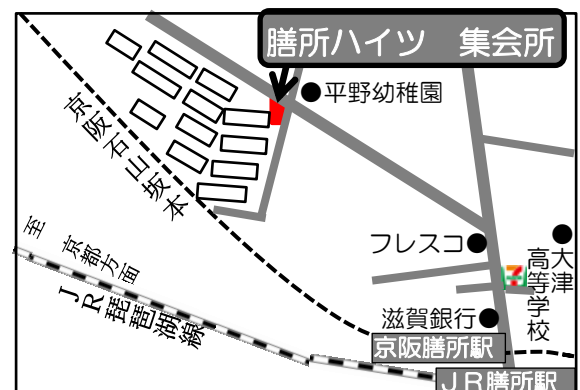 膳所ハイツ 集会所
平野幼稚園
京阪石山坂本
至 京都方面
JR琵琶湖線
フレスコ
大津
高等学校
7
滋賀銀行
京阪膳所駅
JR膳所駅